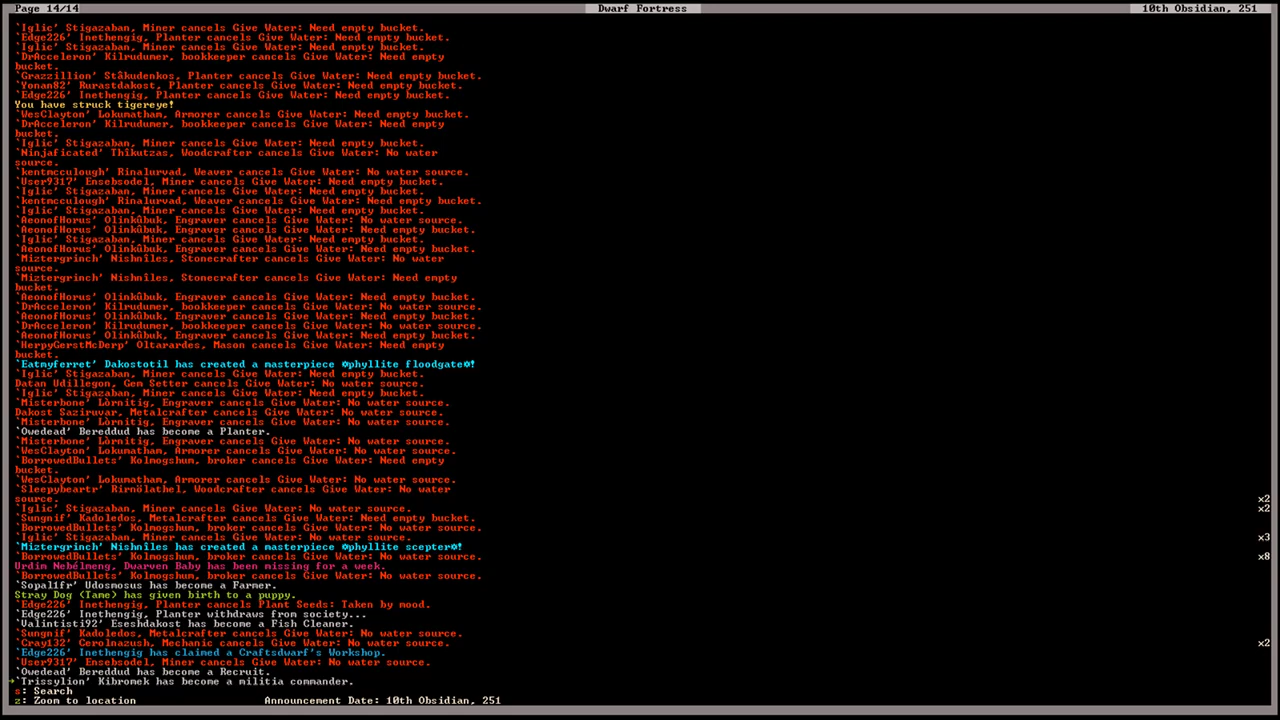 Page 14/14 Dwarf Fortress 10th Obsidian, 251
`Iglic' Stigazaban, Miner cancels Give Water: Need empty bucket.
`Edge226' Inethengig, Planter cancels Give Water: Need empty bucket.
`Iglic' Stigazaban, Miner cancels Give Water: Need empty bucket.
`DrAcceleron' Kilrudumer, bookkeeper cancels Give Water: Need empty
bucket.
`Grazzillion' Stâkudenkos, Planter cancels Give Water: Need empty bucket.
`Yonan82' Rurastdakost, Planter cancels Give Water: Need empty bucket.
`Edge226' Inethengig, Planter cancels Give Water: Need empty bucket.
You have struck tigereye!
`WesClayton' Lokumatham, Armorer cancels Give Water: Need empty bucket.
`DrAcceleron' Kilrudumer, bookkeeper cancels Give Water: Need empty
bucket.
`Iglic' Stigazaban, Miner cancels Give Water: Need empty bucket.
`Ninjaficated' Thîkutzas, Woodcrafter cancels Give Water: No water
source.
`kentmcculough' Rinalurvad, Weaver cancels Give Water: No water source.
`User9317' Ensebsodel, Miner cancels Give Water: Need empty bucket.
`Iglic' Stigazaban, Miner cancels Give Water: Need empty bucket.
`kentmcculough' Rinalurvad, Weaver cancels Give Water: Need empty bucket.
`Iglic' Stigazaban, Miner cancels Give Water: Need empty bucket.
`AeonofHorus' Olinkûbuk, Engraver cancels Give Water: No water source.
`AeonofHorus' Olinkûbuk, Engraver cancels Give Water: Need empty bucket.
`Iglic' Stigazaban, Miner cancels Give Water: Need empty bucket.
`AeonofHorus' Olinkûbuk, Engraver cancels Give Water: Need empty bucket.
`Miztergrinch' Nishnîles, Stonecrafter cancels Give Water: No water
source.
`Miztergrinch' Nishnîles, Stonecrafter cancels Give Water: Need empty
bucket.
`AeonofHorus' Olinkûbuk, Engraver cancels Give Water: Need empty bucket.
`DrAcceleron' Kilrudumer, bookkeeper cancels Give Water: No water source.
`AeonofHorus' Olinkûbuk, Engraver cancels Give Water: Need empty bucket.
`DrAcceleron' Kilrudumer, bookkeeper cancels Give Water: No water source.
`AeonofHorus' Olinkûbuk, Engraver cancels Give Water: Need empty bucket.
`HerpyGerstMcDerp' Oltarardes, Mason cancels Give Water: Need empty
bucket.
`Eatmyferret' Dakostotil has created a masterpiece ☼phyllite floodgate☼!
`Iglic' Stigazaban, Miner cancels Give Water: Need empty bucket.
Datan Udillegon, Gem Setter cancels Give Water: No water source.
`Iglic' Stigazaban, Miner cancels Give Water: Need empty bucket.
`Misterbone' Lòrnitig, Engraver cancels Give Water: No water source.
Dakost Saziruvar, Metalcrafter cancels Give Water: No water source.
`Misterbone' Lòrnitig, Engraver cancels Give Water: No water source.
`Owedead' Bereddud has become a Planter.
`Misterbone' Lòrnitig, Engraver cancels Give Water: No water source.
`WesClayton' Lokumatham, Armorer cancels Give Water: No water source.
`BorrowedBullets' Kolmogshum, broker cancels Give Water: Need empty
bucket.
`WesClayton' Lokumatham, Armorer cancels Give Water: No water source.
`Sleepybeartr' Rirnölathel, Woodcrafter cancels Give Water: No water
source. x2
`Iglic' Stigazaban, Miner cancels Give Water: No water source. x2
`Sungnif' Kadoledos, Metalcrafter cancels Give Water: Need empty bucket.
`BorrowedBullets' Kolmogshum, broker cancels Give Water: No water source.
`Iglic' Stigazaban, Miner cancels Give Water: No water source. x3
`Miztergrinch' Nishnîles has created a masterpiece ☼phyllite scepter☼!
`BorrowedBullets' Kolmogshum, broker cancels Give Water: No water source. x8
Urdim Nebélmeng, Dwarven Baby has been missing for a week.
`BorrowedBullets' Kolmogshum, broker cancels Give Water: No water source.
`Sopal1fr' Udosmosus has become a Farmer.
Stray Dog (Tame) has given birth to a puppy.
`Edge226' Inethengig, Planter cancels Plant Seeds: Taken by mood.
`Edge226' Inethengig, Planter withdraws from society...
`Valintisti92' Eseshdakost has become a Fish Cleaner.
`Sungnif' Kadoledos, Metalcrafter cancels Give Water: No water source.
`Cray132' Cerolnazush, Mechanic cancels Give Water: No water source. x2
`Edge226' Inethengig has claimed a Craftsdwarf's Workshop.
`User9317' Ensebsodel, Miner cancels Give Water: No water source.
`Owedead' Bereddud has become a Recruit.
→`Trissylion' Kibromek has become a militia commander.
s: Search
z: Zoom to location Announcement Date: 10th Obsidian, 251